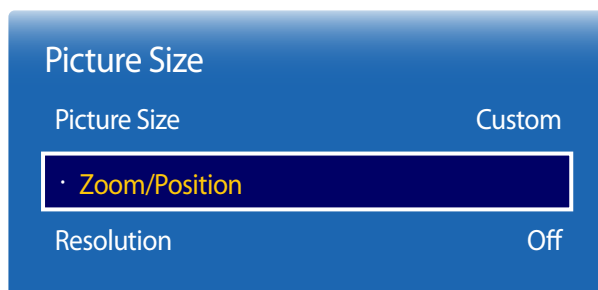 Picture Size
Picture Size Custom
· Zoom/Position
Resolution Off